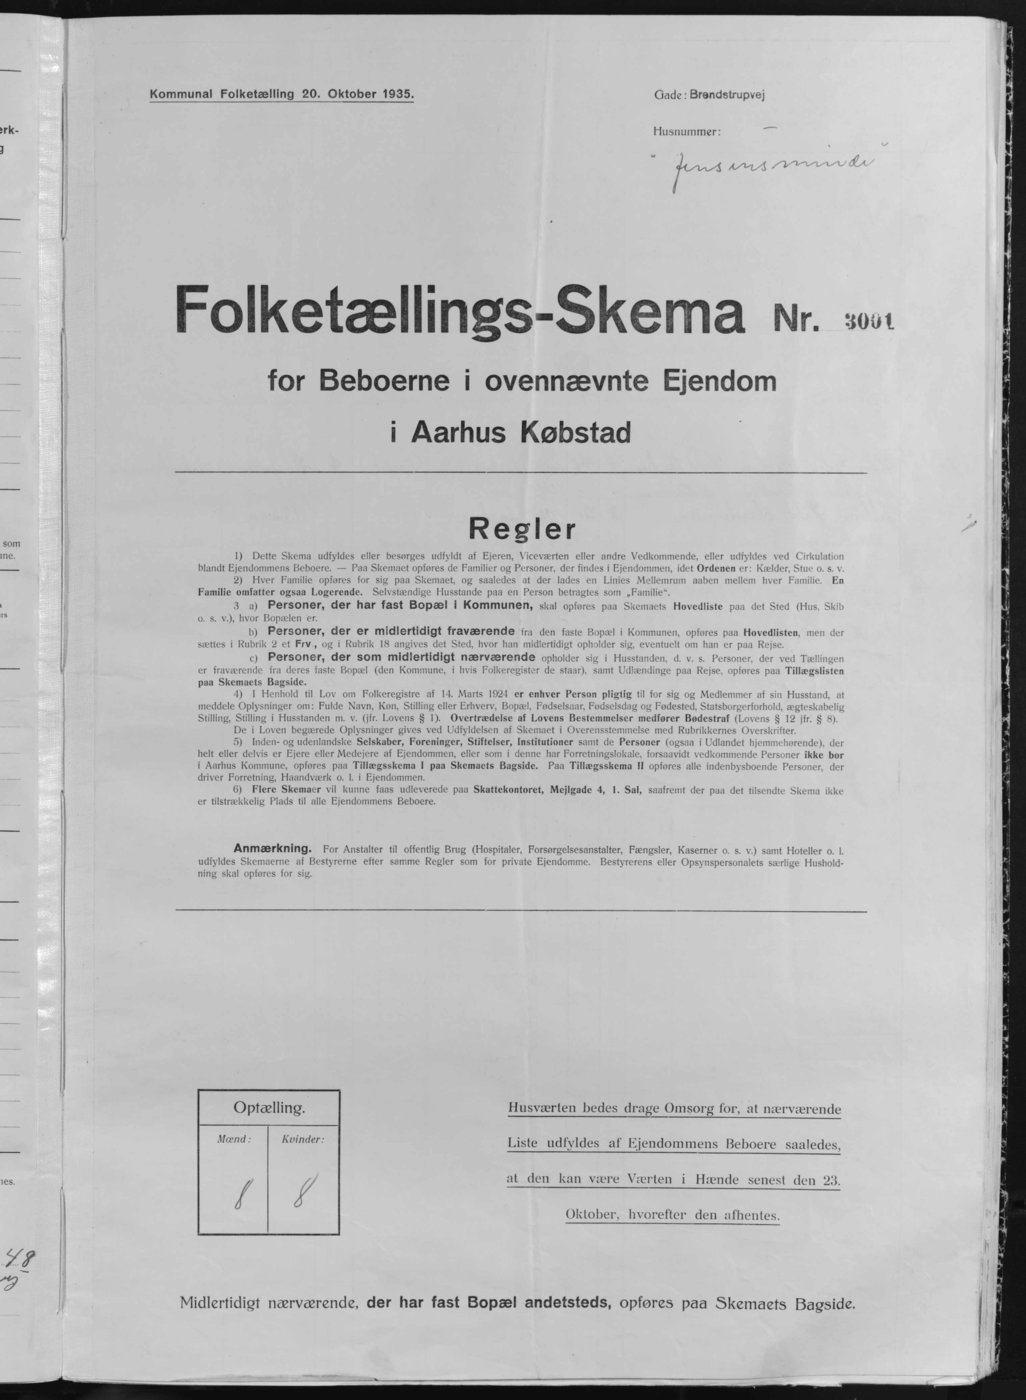 Kommunal Folketælling 20. Oktober 1935.
Gade: Brendstrupvej
Husnummer: —
"Jensensminde"
Folketællings-Skema Nr. 3001
for Beboerne i ovennævnte Ejendom
i Aarhus Købstad
Regler
1) Dette Skema udfyldes eller besørges udfyldt af Ejeren, Viceværten eller andre Vedkommende, eller udfyldes ved Cirkulation
blandt Ejendommens Beboere. — Paa Skemaet opføres de Familier og Personer, der findes i Ejendommen, idet Ordenen er: Kælder, Stue o. s. v.
2) Hver Familie opføres for sig paa Skemaet, og saaledes at der lades en Linies Mellemrum aaben mellem hver Familie. En
Familie omfatter ogsaa Logerende. Selvstændige Husstande paa en Person betragtes som „Familie".
3 a) Personer, der har fast Bopæl i Kommunen, skal opføres paa Skemaets Hovedliste paa det Sted (Hus, Skib
o. s. v.), hvor Bopælen er.
b) Personer, der er midlertidigt fraværende fra den faste Bopæl i Kommunen, opføres paa Hovedlisten, men der
sættes i Rubrik 2 et Frv., og i Rubrik 18 angives det Sted, hvor han midlertidigt opholder sig, eventuelt om han er paa Rejse.
c) Personer, der som midlertidigt nærværende opholder sig i Husstanden, d. v. s. Personer, der ved Tællingen
er fraværende fra deres faste Bopæl (den Kommune, i hvis Folkeregister de staar), samt Udlændinge paa Rejse, opføres paa Tillægslisten
paa Skemaets Bagside.
4) I Henhold til Lov om Folkeregistre af 14. Marts 1924 er enhver Person pligtig til for sig og Medlemmer af sin Husstand, at
meddele Oplysninger om: Fulde Navn, Køn, Stilling eller Erhverv, Bopæl, Fødselsaar, Fødselsdag og Fødested, Statsborgerforhold, ægteskabelig
Stilling, Stilling i Husstanden m. v. (jfr. Lovens § 1). Overtrædelse af Lovens Bestemmelser medfører Bødestraf (Lovens § 12 jfr. § 8).
De i Loven begærede Oplysninger gives ved Udfyldelsen af Skemaet i Overensstemmelse med Rubrikkernes Overskrifter.
5) Inden- og udenlandske Selskaber, Foreninger, Stiftelser, Institutioner samt de Personer (ogsaa i Udlandet hjemmehørende), der
helt eller delvis er Ejere eller Medejere af Ejendommen, eller som i denne har Forretningslokale, forsaavidt vedkommende Personer ikke bor
i Aarhus Kommune, opføres paa Tillægsskema I paa Skemaets Bagside. Paa Tillægsskema II opføres alle indenbysboende Personer, der
driver Forretning, Haandværk o. l. i Ejendommen.
6) Flere Skemaer vil kunne faas udleverede paa Skattekontoret, Mejlgade 4, 1. Sal, saafremt der paa det tilsendte Skema ikke
er tilstrækkelig Plads til alle Ejendommens Beboere.
Anmærkning. For Anstalter til offentlig Brug (Hospitaler, Forsørgelsesanstalter, Fængsler, Kaserner o. s. v.) samt Hoteller o. l.
udfyldes Skemaerne af Bestyrerne efter samme Regler som for private Ejendomme. Bestyrerens eller Opsynspersonalets særlige Hushold-
ning skal opføres for sig.
Optælling.
Mænd: Kvinder:
8 8
Husværten bedes drage Omsorg for, at nærværende
Liste udfyldes af Ejendommens Beboere saaledes,
at den kan være Værten i Hænde senest den 23.
Oktober, hvorefter den afhentes.
Midlertidigt nærværende, der har fast Bopæl andetsteds, opføres paa Skemaets Bagside.
som
48